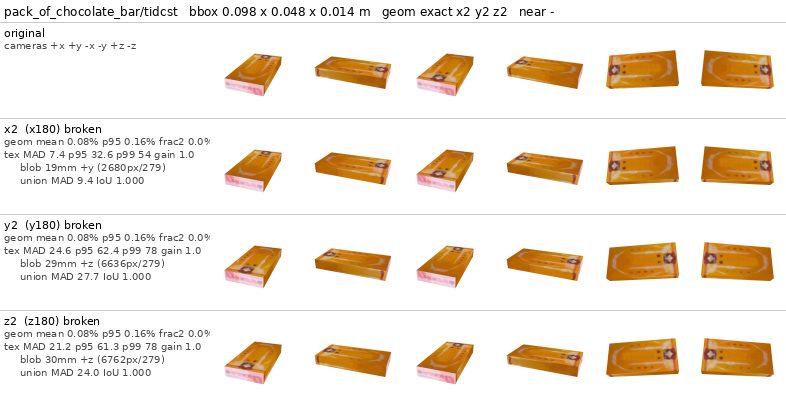 pack_of_chocolate_bar/tidcst   bbox 0.098 x 0.048 x 0.014 m   geom exact x2 y2 z2   near -
original
cameras +x +y -x -y +z -z
x2  (x180) broken
geom mean 0.08% p95 0.16% frac2 0.0%
tex MAD 7.4 p95 32.6 p99 54 gain 1.0
blob 19mm +y (2680px/279)
union MAD 9.4 IoU 1.000
y2  (y180) broken
geom mean 0.08% p95 0.16% frac2 0.0%
tex MAD 24.6 p95 62.4 p99 78 gain 1.0
blob 29mm +z (6636px/279)
union MAD 27.7 IoU 1.000
z2  (z180) broken
geom mean 0.08% p95 0.16% frac2 0.0%
tex MAD 21.2 p95 61.3 p99 78 gain 1.0
blob 30mm +z (6762px/279)
union MAD 24.0 IoU 1.000